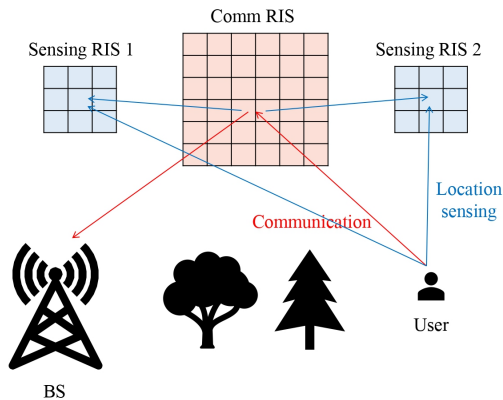 Comm RIS
Sensing RIS 1
Sensing RIS 2
Location
sensing
Communication
User
BS